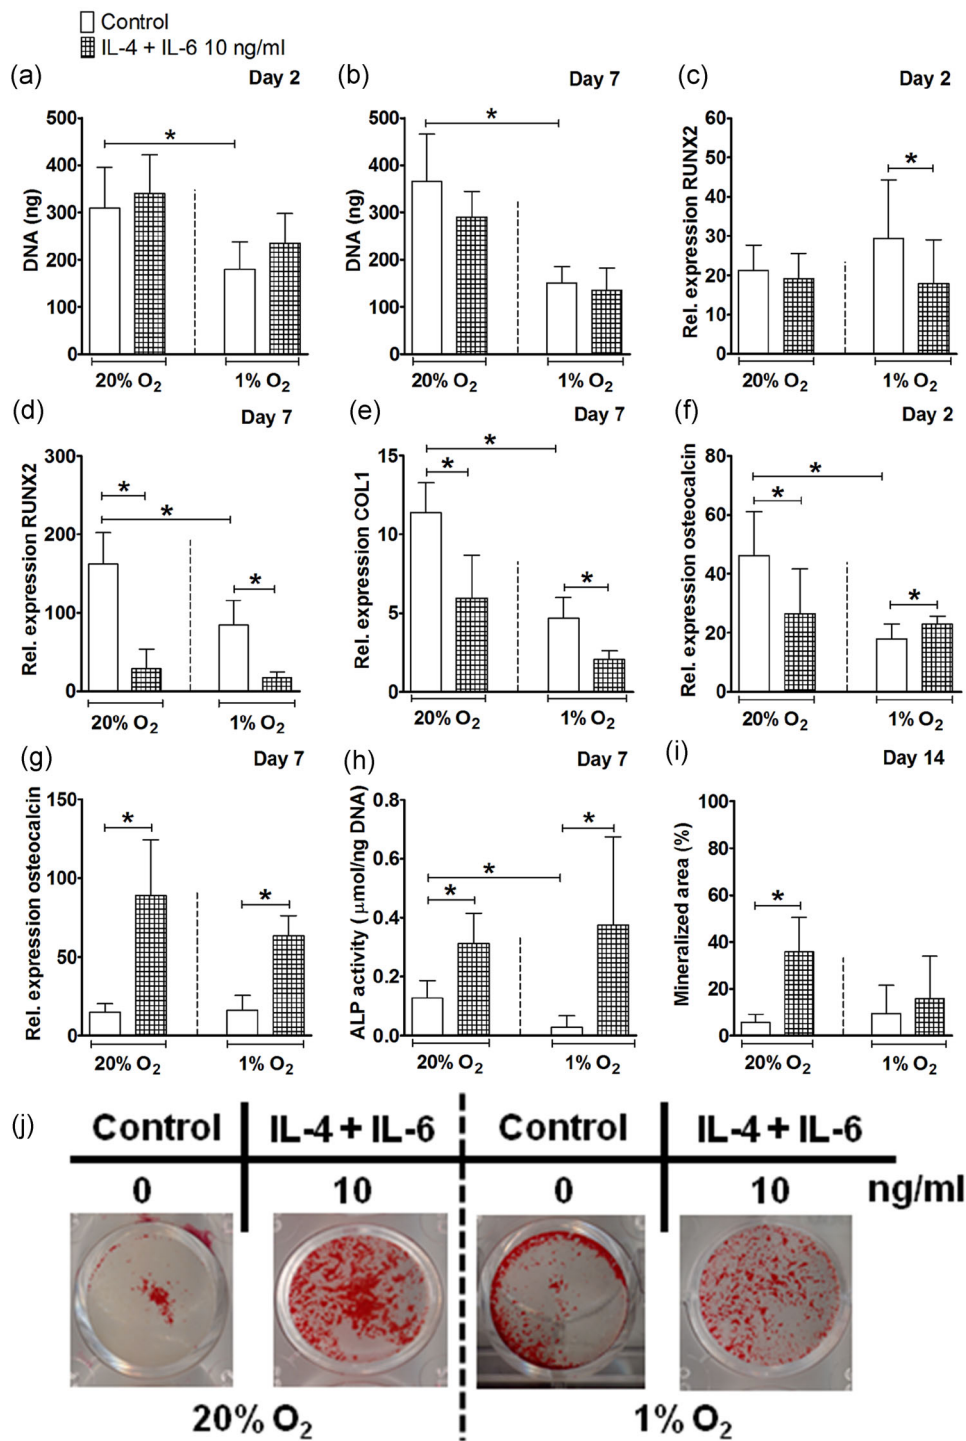 Control
IL-4 + IL-6 10 ng/ml
(a) Day 2
DNA (ng)
500
400
300
200
100
0
*
20% O₂ 1% O₂
(b) Day 7
DNA (ng)
500
400
300
200
100
0
*
20% O₂ 1% O₂
(c) Day 2
Rel. expression RUNX2
60
50
40
30
20
10
0
*
20% O₂ 1% O₂
(d) Day 7
Rel. expression RUNX2
300
200
100
0
* * *
20% O₂ 1% O₂
(e) Day 7
Rel. expression COL1
15
10
5
0
* * *
20% O₂ 1% O₂
(f) Day 2
Rel. expression osteocalcin
80
60
40
20
0
* * *
20% O₂ 1% O₂
(g) Day 7
Rel. expression osteocalcin
150
100
50
0
* *
20% O₂ 1% O₂
(h) Day 7
ALP activity ( μmol/ng DNA)
0.8
0.6
0.4
0.2
0.0
* * *
20% O₂ 1% O₂
(i) Day 14
Mineralized area (%)
100
80
60
40
20
0
*
20% O₂ 1% O₂
(j)
Control IL-4 + IL-6 Control IL-4 + IL-6
0 10 0 10 ng/ml
20% O₂ 1% O₂